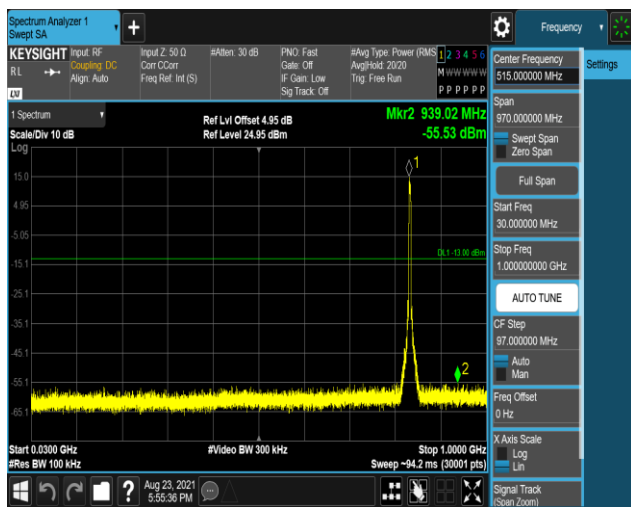 Spectrum Analyzer 1
Swept SA
Frequency
KEYSIGHT
RL
Input: RF
Coupling: DC
Align: Auto
Input Z: 50 Ω
Corr CCorr
Freq Ref: Int (S)
#Atten: 30 dB
PNO: Fast
Gate: Off
IF Gain: Low
Sig Track: Off
#Avg Type: Power (RMS
Avg|Hold: 20/20
Trig: Free Run
1 2 3 4 5 6
M W W W W W
P P P P P P
LXI
1 Spectrum
Scale/Div 10 dB
Log
Ref Lvl Offset 4.95 dB
Ref Level 24.95 dBm
Mkr2 939.02 MHz
-55.53 dBm
15.0
4.95
-5.05
-15.1
-25.1
-35.1
-45.1
-55.1
-65.1
1
DL1 -13.00 dBm
2
Start 0.0300 GHz
#Res BW 100 kHz
#Video BW 300 kHz
Stop 1.0000 GHz
Sweep ~94.2 ms (30001 pts)
Center Frequency
515.000000 MHz
Settings
Span
970.000000 MHz
Swept Span
Zero Span
Full Span
Start Freq
30.000000 MHz
Stop Freq
1.000000000 GHz
AUTO TUNE
CF Step
97.000000 MHz
Auto
Man
Freq Offset
0 Hz
X Axis Scale
Log
Lin
Signal Track
(Span Zoom)
?
Aug 23, 2021
5:55:36 PM